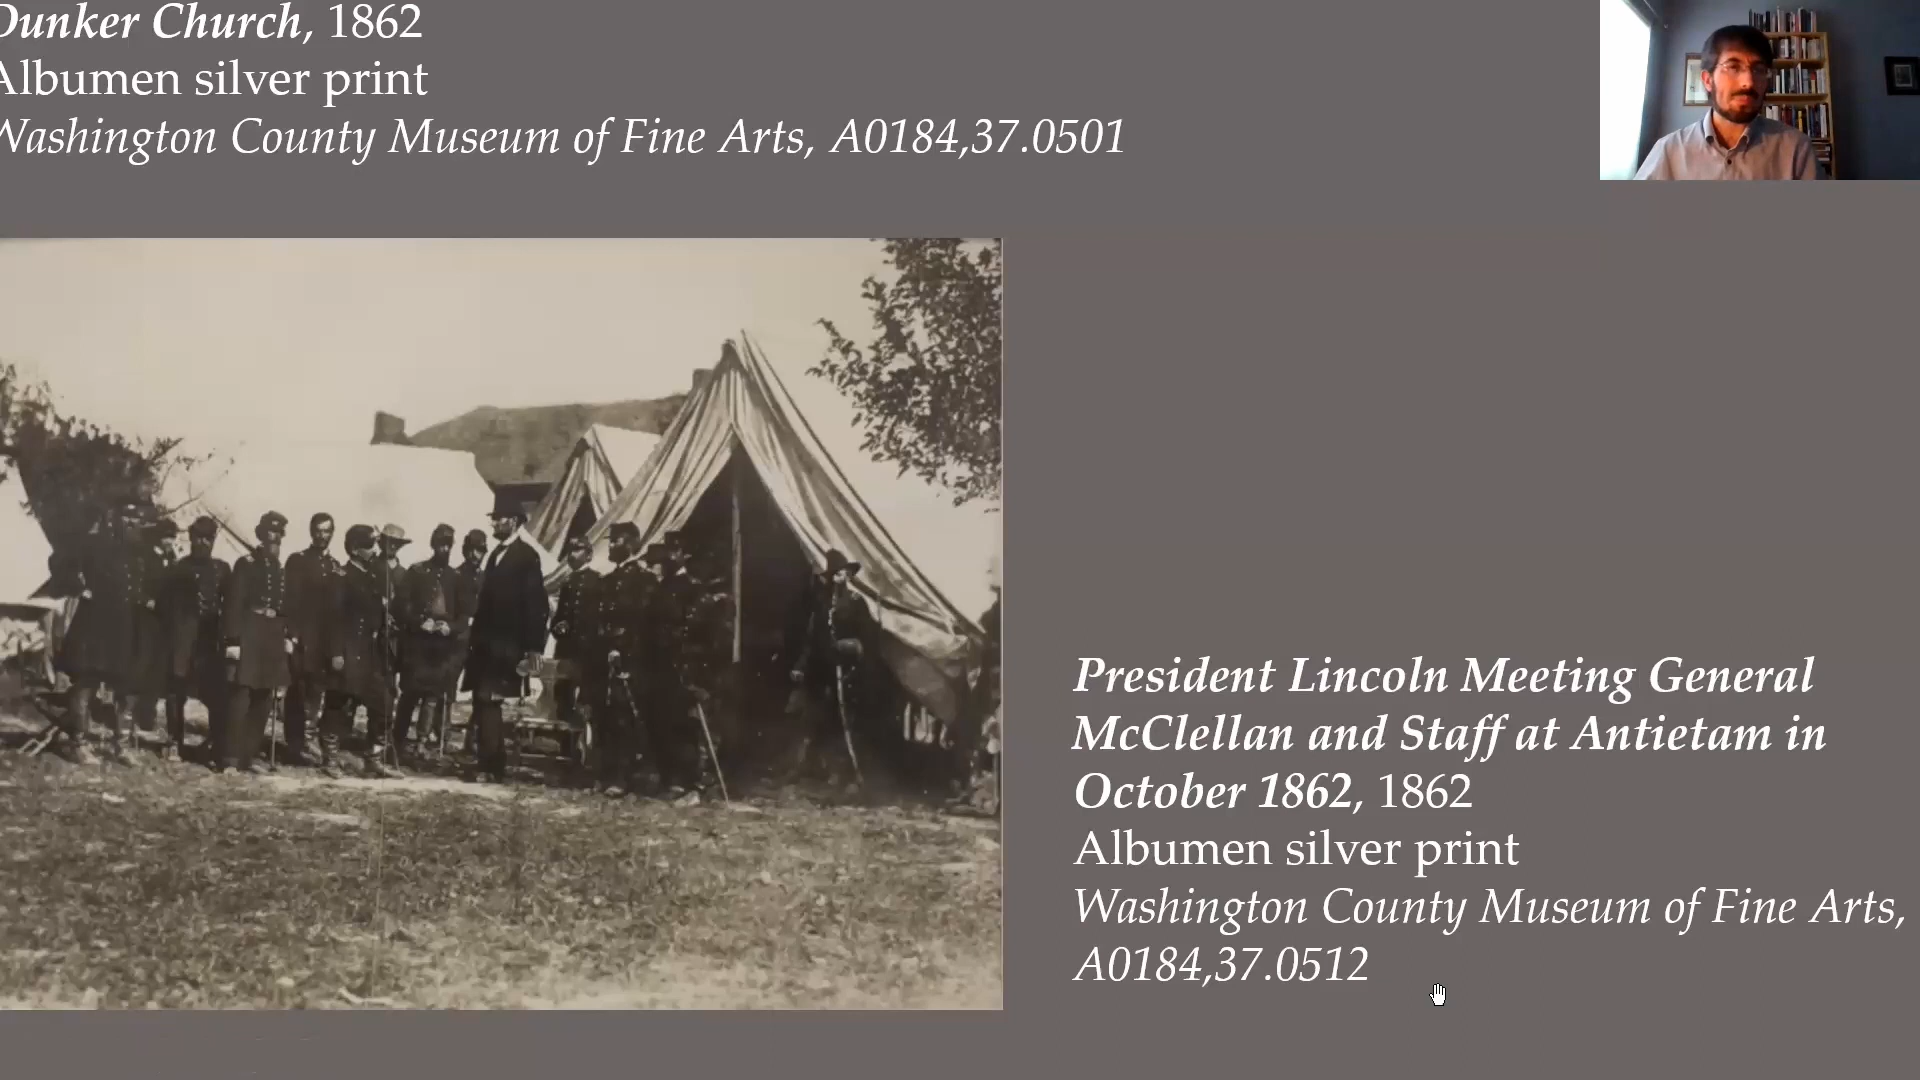 Dunker Church, 1862
Albumen silver print
Washington County Museum of Fine Arts, A0184,37.0501
President Lincoln Meeting General
McClellan and Staff at Antietam in
October 1862, 1862
Albumen silver print
Washington County Museum of Fine Arts,
A0184,37.0512